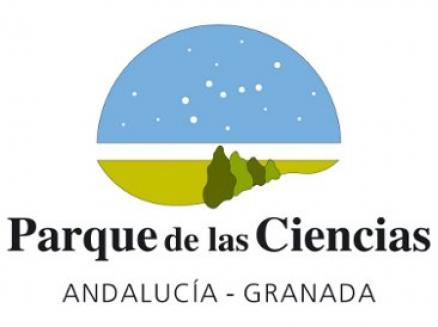 Parque de las Ciencias
ANDALUCÍA - GRANADA